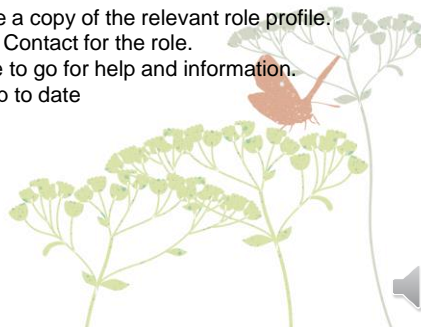 e a copy of the relevant role profile.
Contact for the role.
e to go for help and information.
o to date